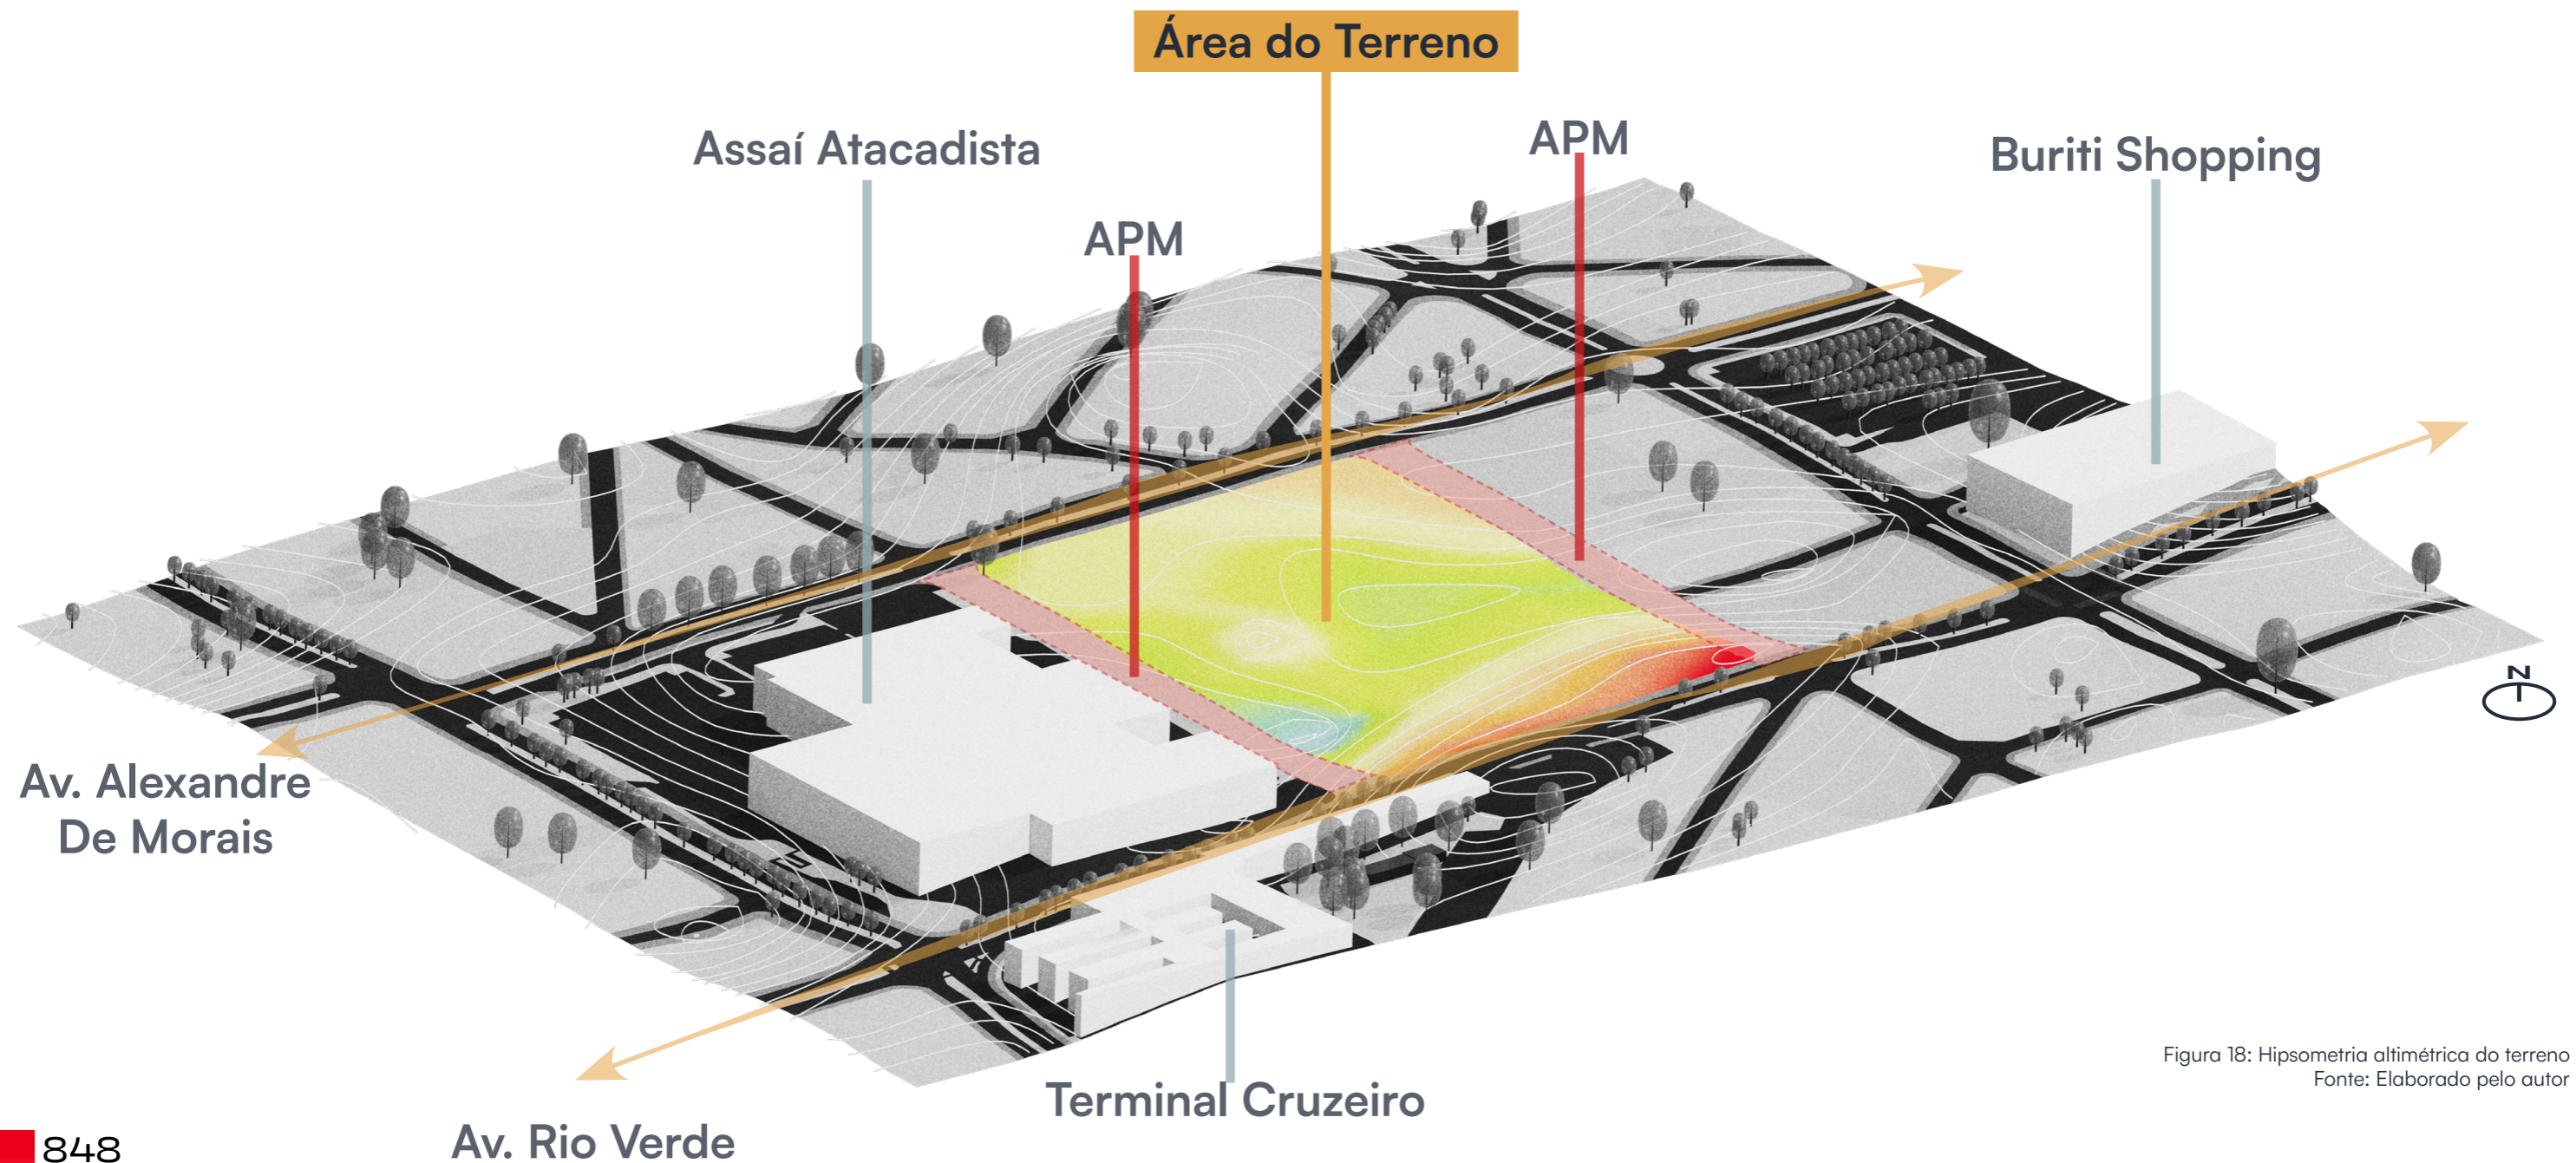 Área do Terreno
Assaí Atacadista
APM
APM
Buriti Shopping
Av. Alexandre
De Morais
N
Terminal Cruzeiro
Av. Rio Verde
848
Figura 18: Hipsometria altimétrica do terreno
Fonte: Elaborado pelo autor